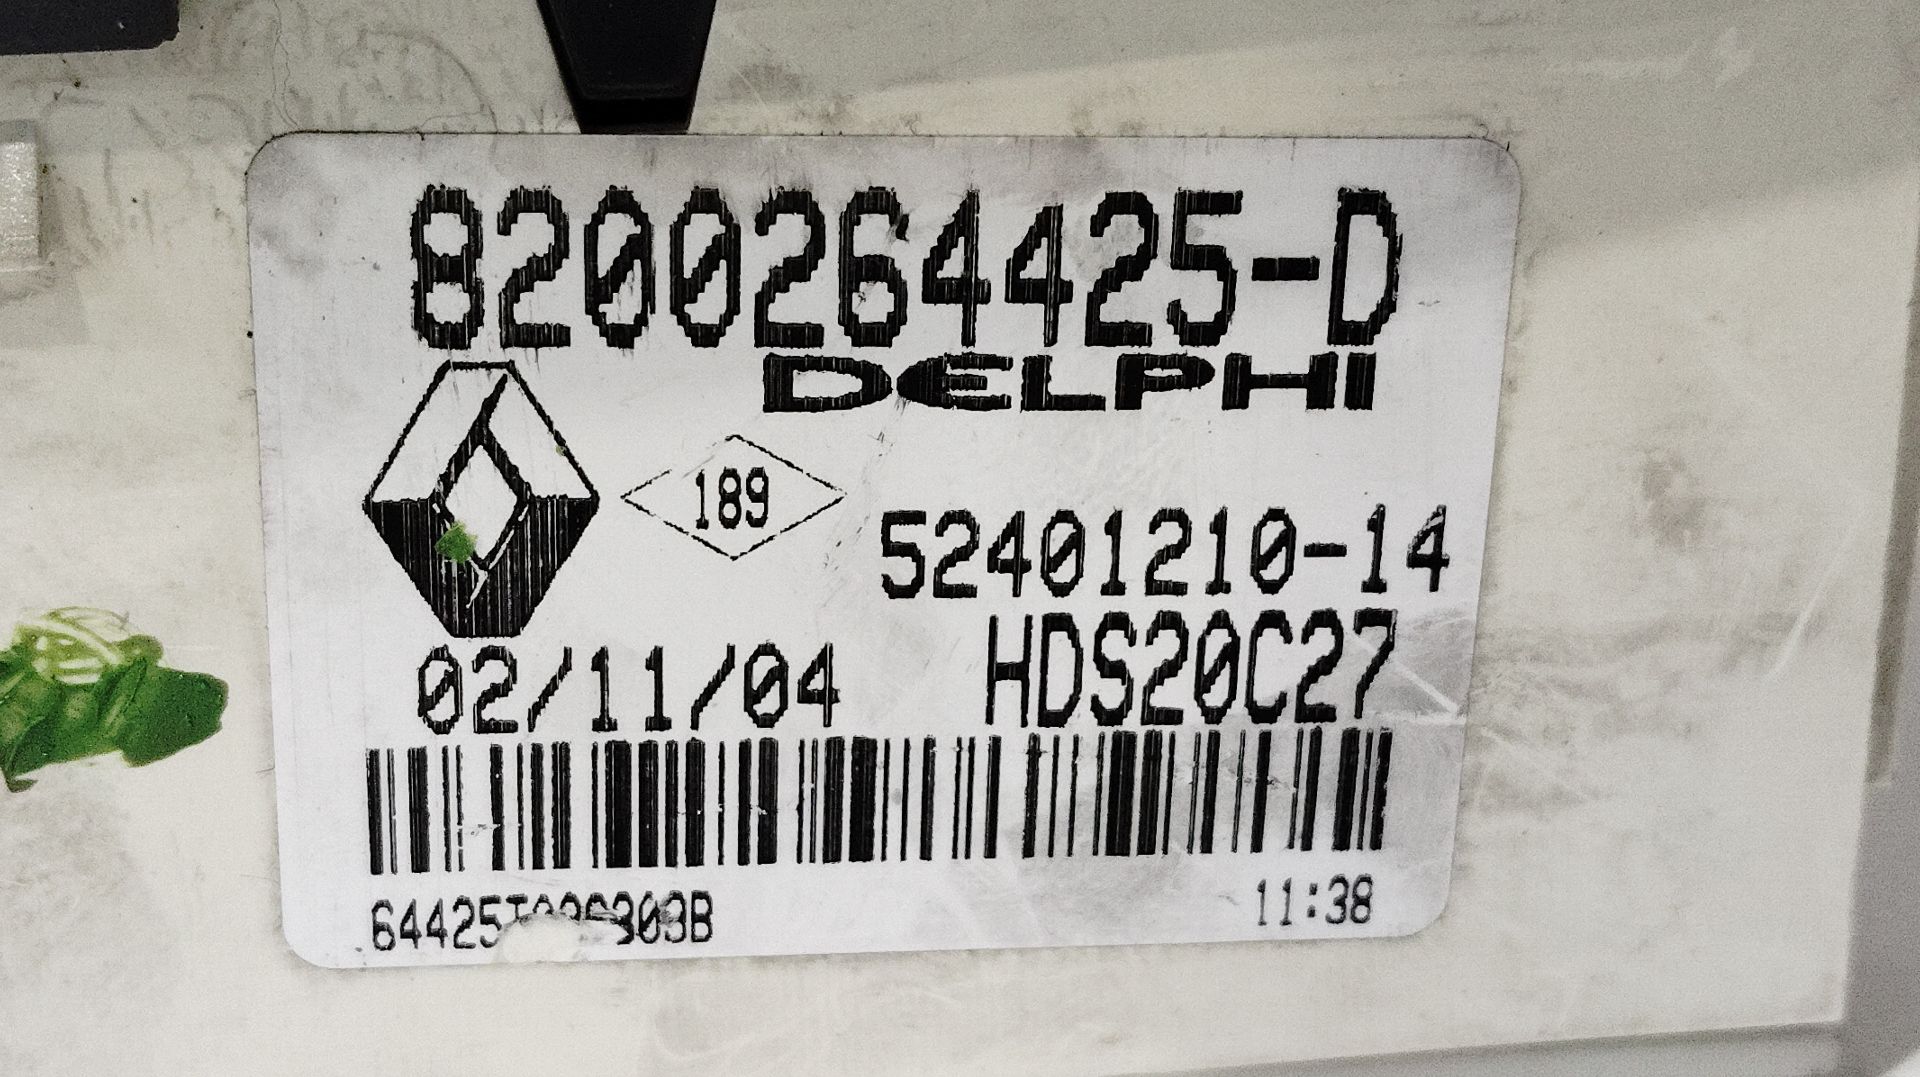 8200264425-D
DELPHI
189
52401210-14
02/11/04 HDS20C27
11:38